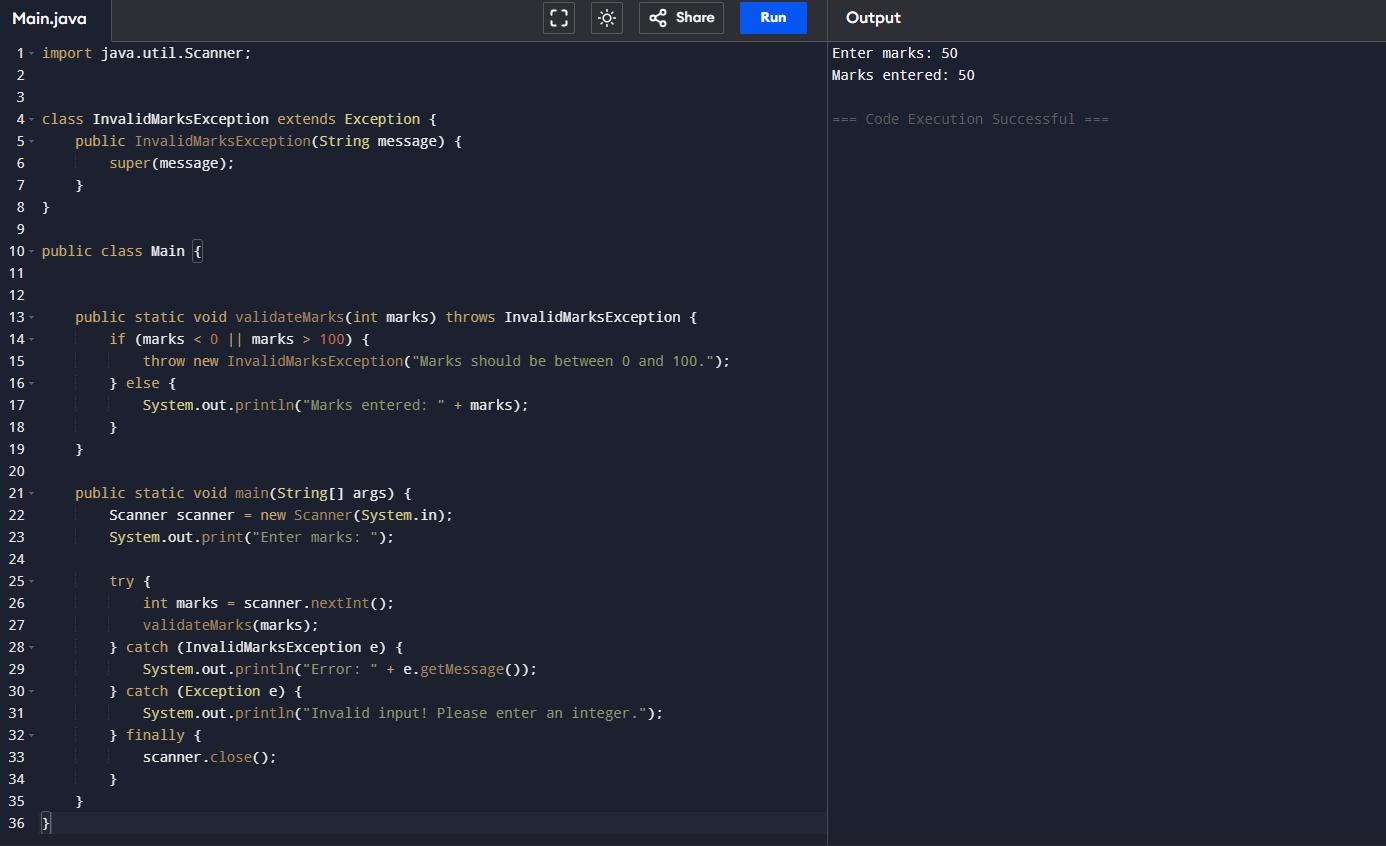 Main.java
Share
Run
Output
1 import java.util.Scanner;
2
3
4 class InvalidMarksException extends Exception {
5     public InvalidMarksException(String message) {
6         super(message);
7     }
8 }
9
10 public class Main {
11
12
13     public static void validateMarks(int marks) throws InvalidMarksException {
14         if (marks < 0 || marks > 100) {
15             throw new InvalidMarksException("Marks should be between 0 and 100.");
16         } else {
17             System.out.println("Marks entered: " + marks);
18         }
19     }
20
21     public static void main(String[] args) {
22         Scanner scanner = new Scanner(System.in);
23         System.out.print("Enter marks: ");
24
25         try {
26             int marks = scanner.nextInt();
27             validateMarks(marks);
28         } catch (InvalidMarksException e) {
29             System.out.println("Error: " + e.getMessage());
30         } catch (Exception e) {
31             System.out.println("Invalid input! Please enter an integer.");
32         } finally {
33             scanner.close();
34         }
35     }
36 }
Enter marks: 50
Marks entered: 50
=== Code Execution Successful ===